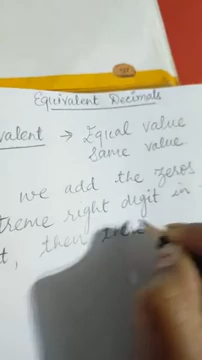 Equivalent Decimals
valent → Equal value
Same value.
we add the zeros
treme right digit in
t, then